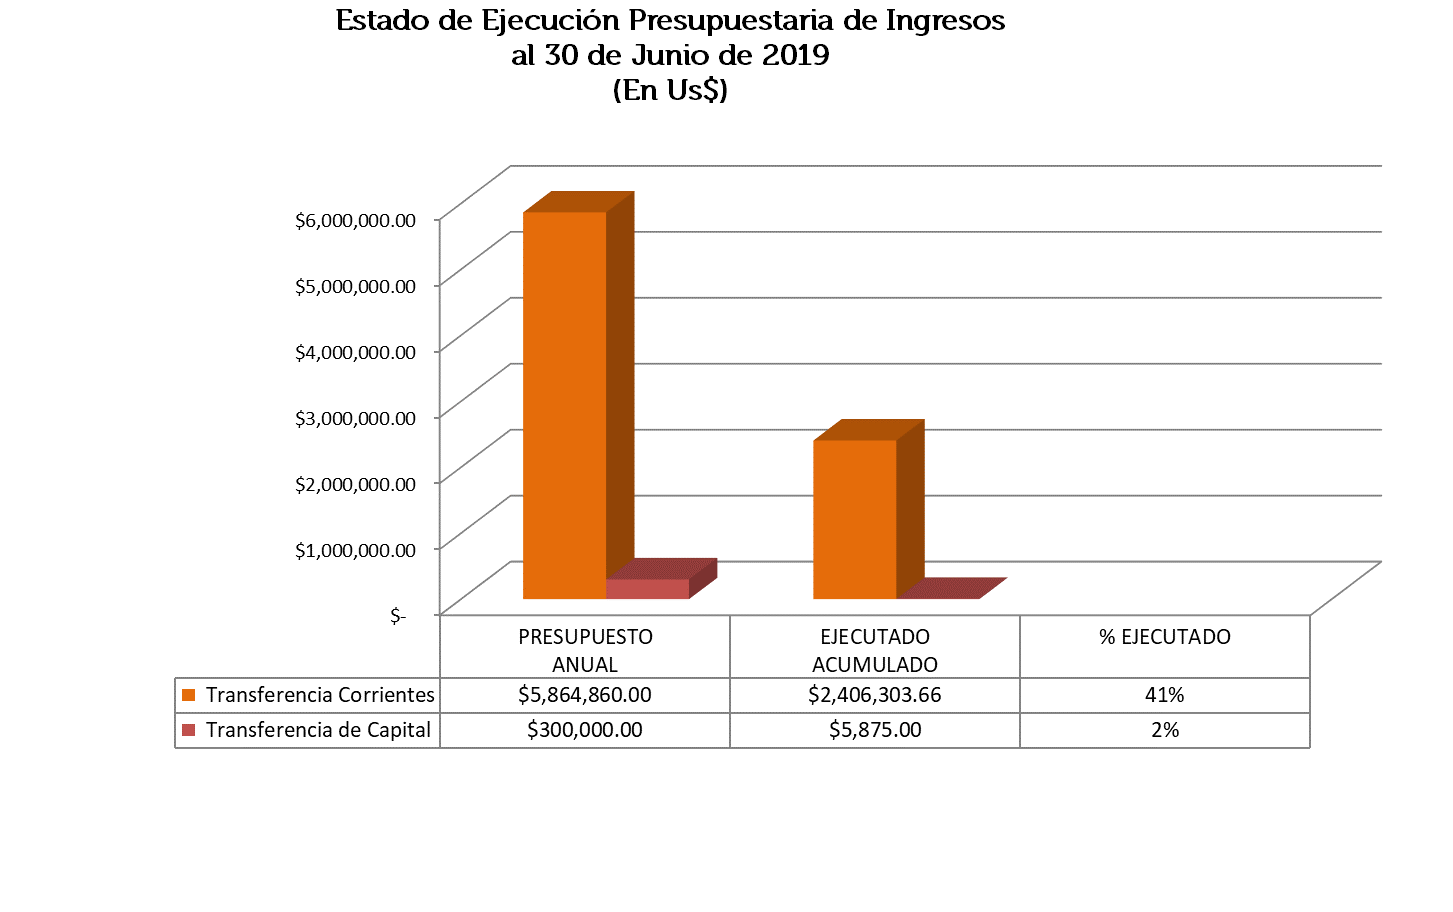 Estado de Ejecución Presupuestaria de Ingresos
al 30 de Junio de 2019
(En Us$)
$6,000,000.00
$5,000,000.00
$4,000,000.00
$3,000,000.00
$2,000,000.00
$1,000,000.00
$-
PRESUPUESTO ANUAL
EJECUTADO ACUMULADO
% EJECUTADO
Transferencia Corrientes $5,864,860.00 $2,406,303.66 41%
Transferencia de Capital $300,000.00 $5,875.00 2%